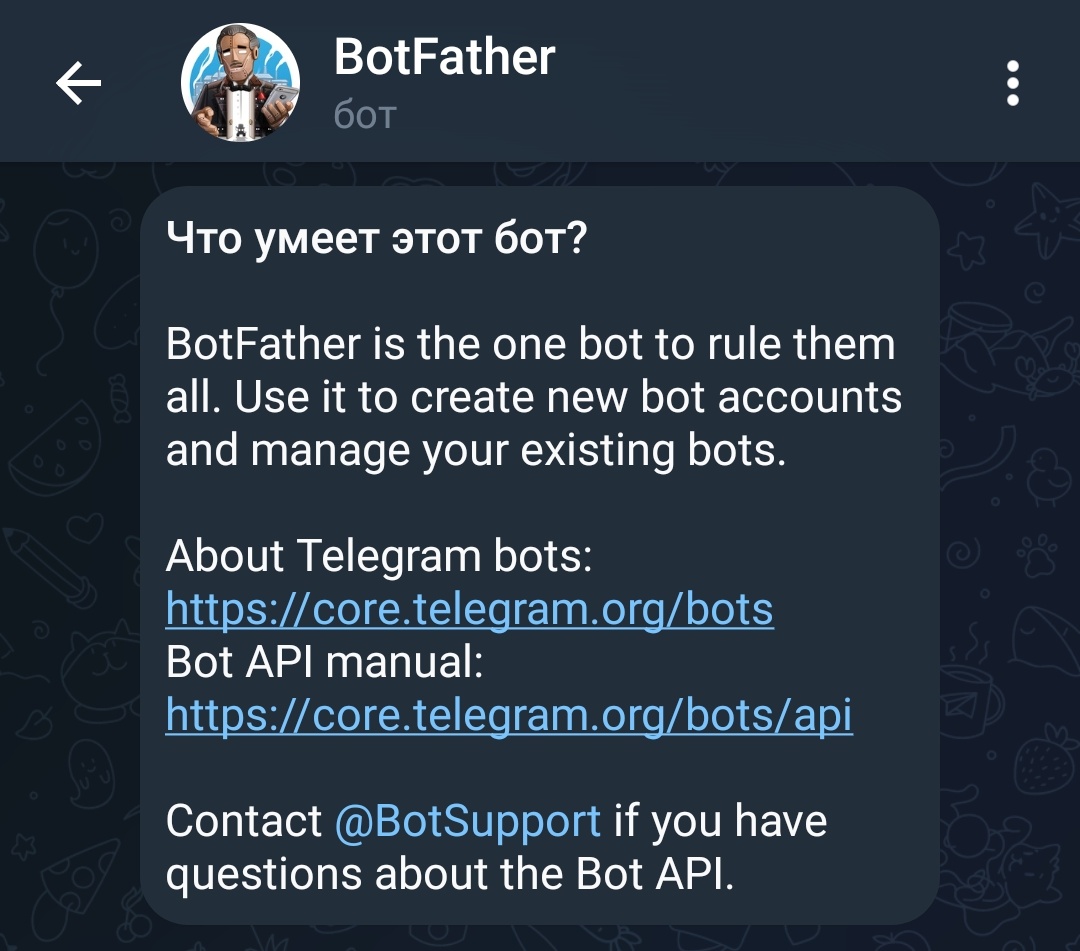 BotFather
бот
Что умеет этот бот?
BotFather is the one bot to rule them
all. Use it to create new bot accounts
and manage your existing bots.
About Telegram bots:
https://core.telegram.org/bots
Bot API manual:
https://core.telegram.org/bots/api
Contact @BotSupport if you have
questions about the Bot API.